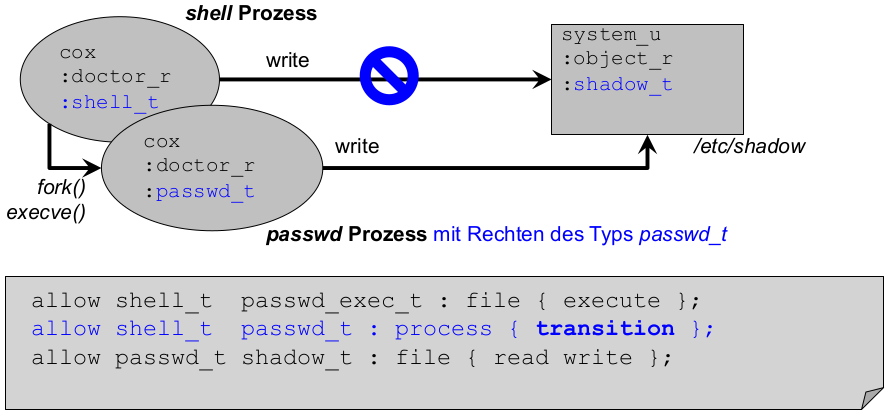 shell Prozess
cox
:doctor_r
:shell_t
write
system_u
:object_r
:shadow_t
/etc/shadow
cox
:doctor_r
:passwd_t
write
fork()
execve()
passwd Prozess mit Rechten des Typs passwd_t
allow shell_t  passwd_exec_t : file { execute };
allow shell_t  passwd_t : process { transition };
allow passwd_t shadow_t : file { read write };